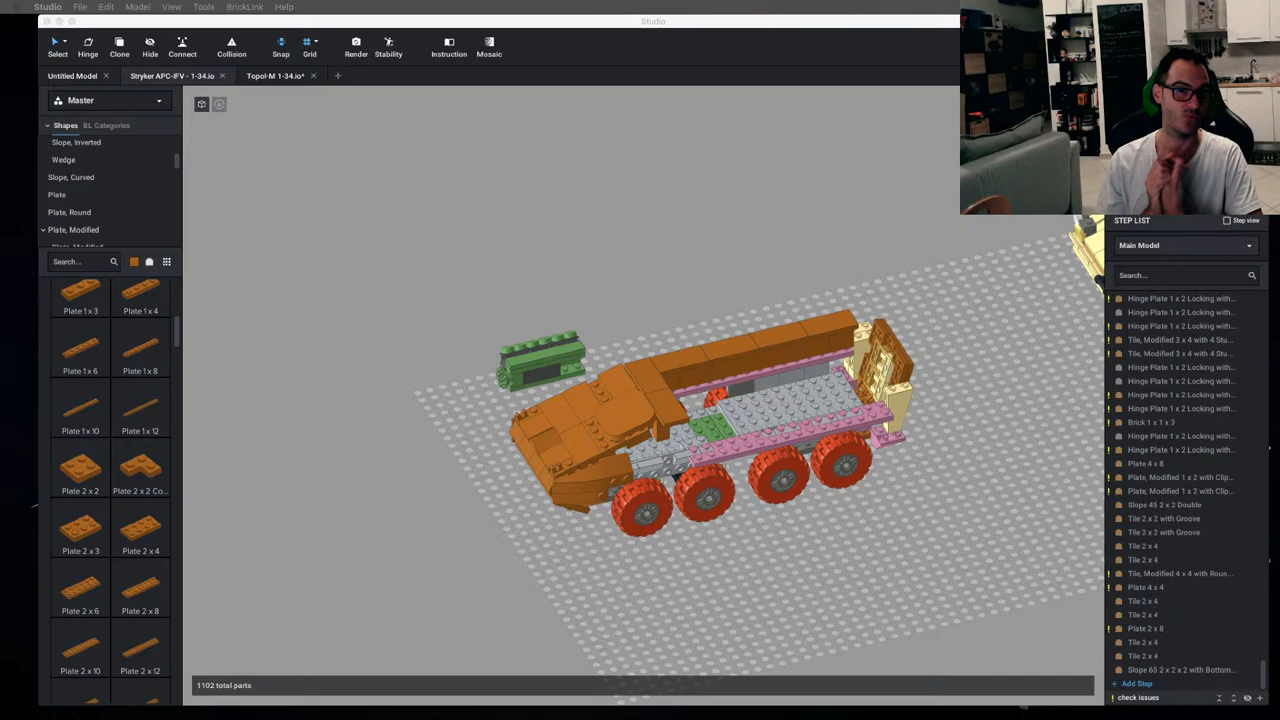 Studio File Edit Model View Tools BrickLink Help
Studio
Select Hinge Clone Hide Connect Collision Snap Grid Render Stability Instruction Mosaic
Untitled Model Stryker APC-IFV - 1-34.io Topol-M 1-34.io*
Master
Shapes BL Categories
Slope, Inverted
Wedge
Slope, Curved
Plate
Plate, Round
Plate, Modified
Search...
Plate 1 x 3 Plate 1 x 4
Plate 1 x 6 Plate 1 x 8
Plate 1 x 10 Plate 1 x 12
Plate 2 x 2 Plate 2 x 2 Co...
Plate 2 x 3 Plate 2 x 4
Plate 2 x 6 Plate 2 x 8
Plate 2 x 10 Plate 2 x 12
1102 total parts
STEP LIST Step view
Main Model
Search...
Hinge Plate 1 x 2 Locking with...
Hinge Plate 1 x 2 Locking with...
Hinge Plate 1 x 2 Locking with...
Tile, Modified 3 x 4 with 4 Stu...
Tile, Modified 3 x 4 with 4 Stu...
Hinge Plate 1 x 2 Locking with...
Hinge Plate 1 x 2 Locking with...
Hinge Plate 1 x 2 Locking with...
Hinge Plate 1 x 2 Locking with...
Brick 1 x 1 x 3
Hinge Plate 1 x 2 Locking with...
Hinge Plate 1 x 2 Locking with...
Plate 4 x 8
Plate, Modified 1 x 2 with Clip...
Plate, Modified 1 x 2 with Clip...
Slope 45 2 x 2 Double
Tile 2 x 2 with Groove
Tile 2 x 2 with Groove
Tile 2 x 4
Tile 2 x 4
Tile, Modified 4 x 4 with Roun...
Plate 4 x 4
Tile 2 x 4
Tile 2 x 4
Plate 2 x 8
Tile 2 x 4
Tile 2 x 4
Slope 65 2 x 2 x 2 with Bottom...
+ Add Step
check issues